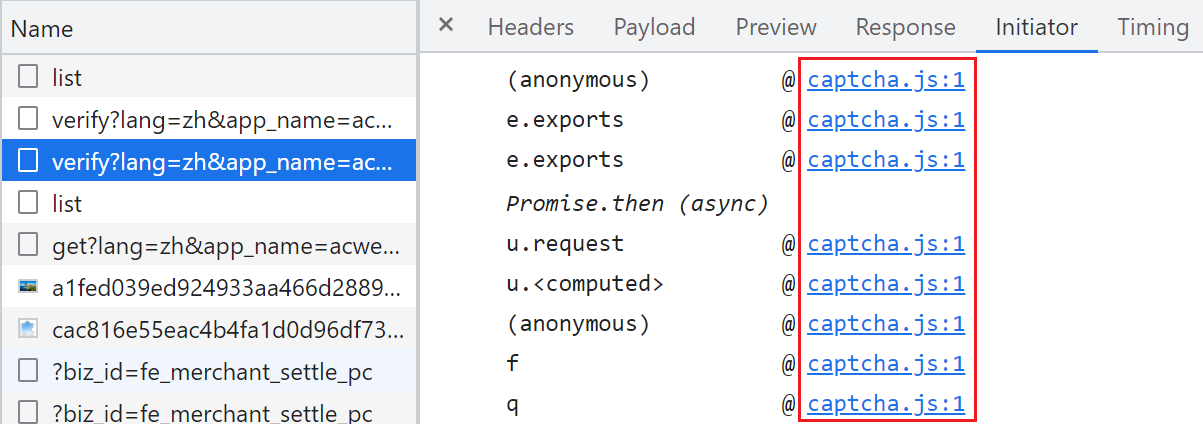 Name
list
verify?lang=zh&app_name=ac...
verify?lang=zh&app_name=ac...
list
get?lang=zh&app_name=acwe...
a1fed039ed924933aa466d2889...
cac816e55eac4b4fa1d0d96df73...
?biz_id=fe_merchant_settle_pc
?biz_id=fe_merchant_settle_pc
× Headers Payload Preview Response Initiator Timing
(anonymous) @ captcha.js:1
e.exports @ captcha.js:1
e.exports @ captcha.js:1
Promise.then (async)
u.request @ captcha.js:1
u.<computed> @ captcha.js:1
(anonymous) @ captcha.js:1
f @ captcha.js:1
q @ captcha.js:1